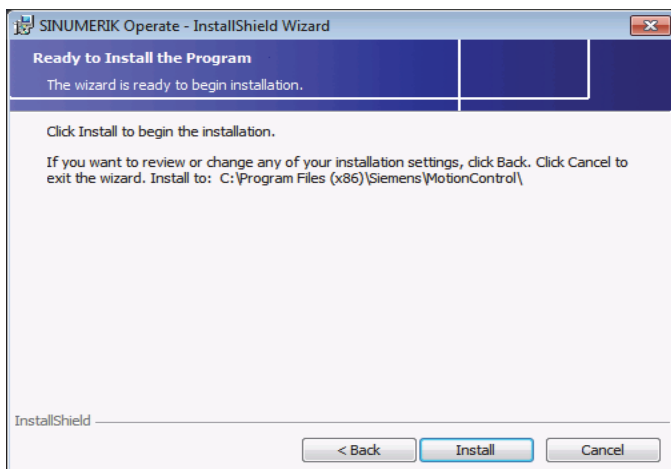 SINUMERIK Operate - InstallShield Wizard
Ready to Install the Program
The wizard is ready to begin installation.
Click Install to begin the installation.
If you want to review or change any of your installation settings, click Back. Click Cancel to
exit the wizard. Install to: C:\Program Files (x86)\Siemens\MotionControl\
InstallShield
< Back Install Cancel